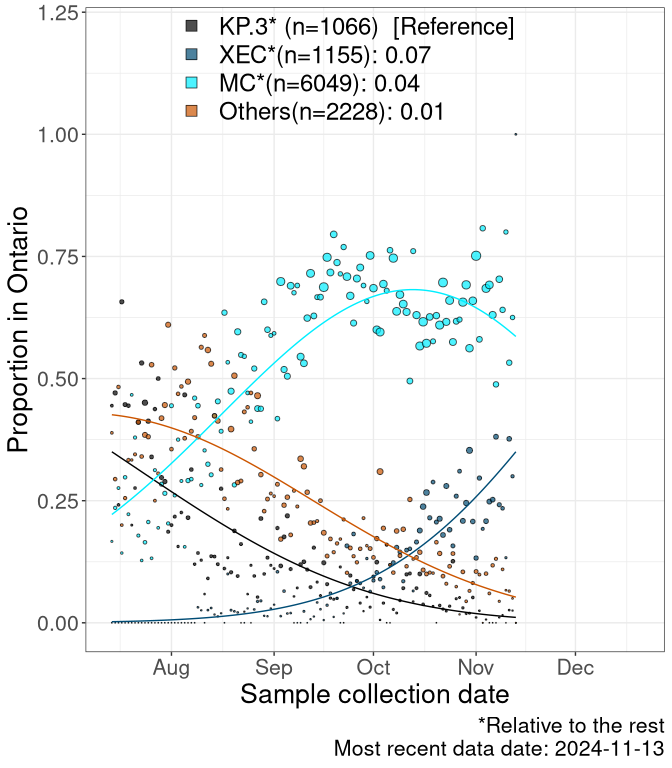 KP.3* (n=1066)  [Reference]
XEC*(n=1155): 0.07
MC*(n=6049): 0.04
Others(n=2228): 0.01
1.25
1.00
0.75
0.50
0.25
0.00
Proportion in Ontario
Aug Sep Oct Nov Dec
Sample collection date
*Relative to the rest
Most recent data date: 2024-11-13